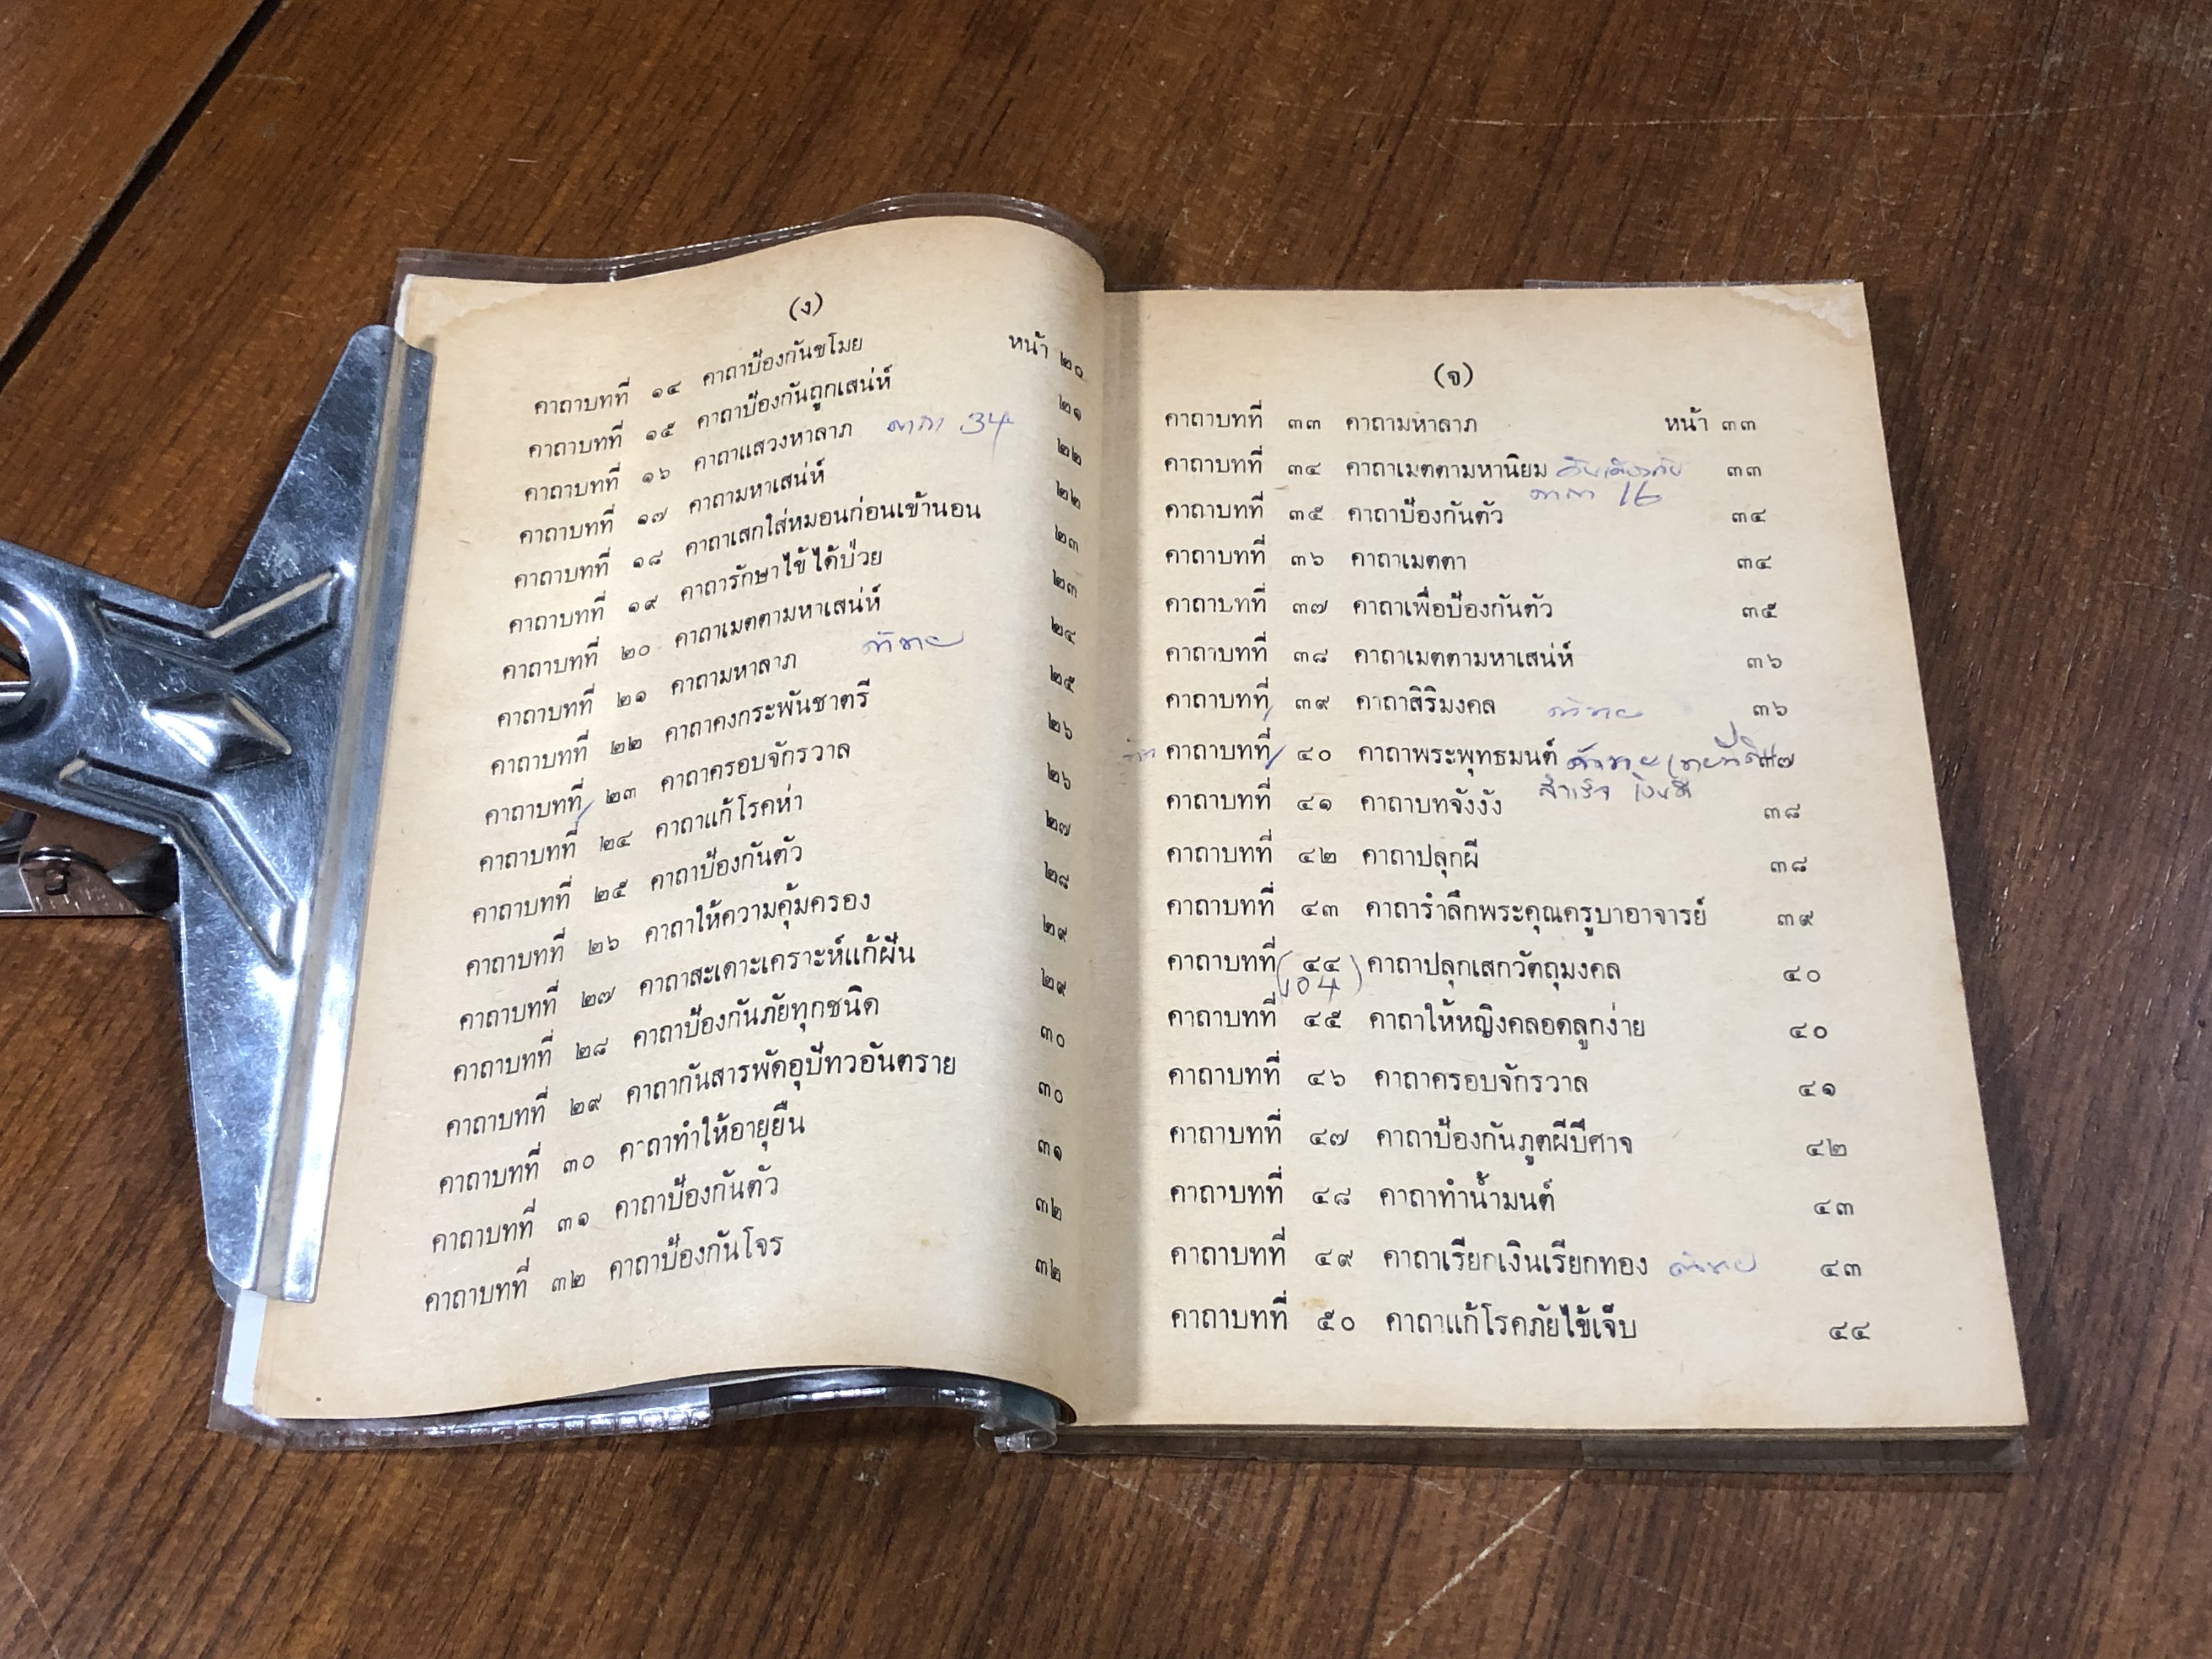 (ง)
คาถาบทที่ ๑๔ คาถาป้องกันขโมย หน้า ๒๐
คาถาบทที่ ๑๕ คาถาป้องกันถูกเสน่ห์ ๒๑
คาถาบทที่ ๑๖ คาถาแสวงหาลาภ คาถา 34 ๒๒
คาถาบทที่ ๑๗ คาถามหาเสน่ห์ ๒๒
คาถาบทที่ ๑๘ คาถาเสกใส่หมอนก่อนเข้านอน ๒๓
คาถาบทที่ ๑๙ คาถารักษาไข้ได้ป่วย ๒๓
คาถาบทที่ ๒๐ คาถาเมตตามหาเสน่ห์ ๒๔
คาถาบทที่ ๒๑ คาถามหาลาภ ค้าขาย ๒๕
คาถาบทที่ ๒๒ คาถาคงกระพันชาตรี ๒๖
คาถาบทที่ ๒๓ คาถาครอบจักรวาล ๒๖
คาถาบทที่ ๒๔ คาถาแก้โรคห่า ๒๗
คาถาบทที่ ๒๕ คาถาป้องกันตัว ๒๘
คาถาบทที่ ๒๖ คาถาให้ความคุ้มครอง ๒๙
คาถาบทที่ ๒๗ คาถาสะเดาะเคราะห์แก้ฝัน ๒๙
คาถาบทที่ ๒๘ คาถาป้องกันภัยทุกชนิด ๓๐
คาถาบทที่ ๒๙ คาถากันสารพัดอุบัทวอันตราย ๓๐
คาถาบทที่ ๓๐ คาถาทำให้อายุยืน ๓๑
คาถาบทที่ ๓๑ คาถาป้องกันตัว ๓๒
คาถาบทที่ ๓๒ คาถาป้องกันโจร ๓๒
(จ)
คาถาบทที่ ๓๓ คาถามหาลาภ หน้า ๓๓
คาถาบทที่ ๓๔ คาถาเมตตามหานิยม ๓๓
คาถา 16
คาถาบทที่ ๓๕ คาถาป้องกันตัว ๓๔
คาถาบทที่ ๓๖ คาถาเมตตา ๓๔
คาถาบทที่ ๓๗ คาถาเพื่อป้องกันตัว ๓๕
คาถาบทที่ ๓๘ คาถาเมตตามหาเสน่ห์ ๓๖
คาถาบทที่ ๓๙ คาถาสิริมงคล ค้าขาย ๓๖
คาถาบทที่ ๔๐ คาถาพระพุทธมนต์ ค้าขาย ๓๗
คาถาบทที่ ๔๑ คาถาบทจังงัง ๓๘
คาถาบทที่ ๔๒ คาถาปลุกผี ๓๘
คาถาบทที่ ๔๓ คาถารำลึกพระคุณครูบาอาจารย์ ๓๙
คาถาบทที่ (๔๔) คาถาปลุกเสกวัตถุมงคล ๔๐
104
คาถาบทที่ ๔๕ คาถาให้หญิงคลอดลูกง่าย ๔๐
คาถาบทที่ ๔๖ คาถาครอบจักรวาล ๔๑
คาถาบทที่ ๔๗ คาถาป้องกันภูตผีปีศาจ ๔๒
คาถาบทที่ ๔๘ คาถาทำน้ำมนต์ ๔๓
คาถาบทที่ ๔๙ คาถาเรียกเงินเรียกทอง ค้าขาย ๔๓
คาถาบทที่ ๕๐ คาถาแก้โรคภัยไข้เจ็บ ๔๔